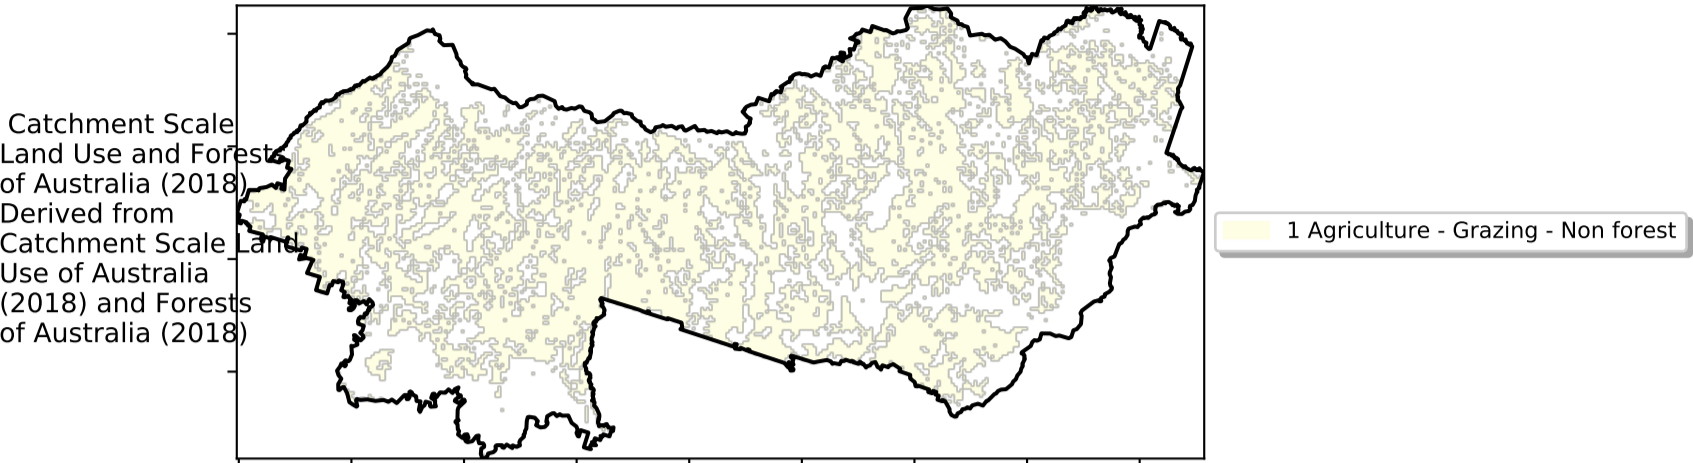 Catchment Scale
Land Use and Forests
of Australia (2018)
Derived from
Catchment Scale Land
Use of Australia
(2018) and Forests
of Australia (2018)
1 Agriculture - Grazing - Non forest